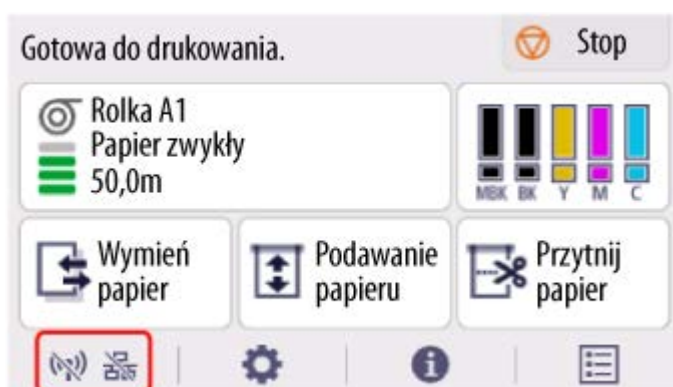 Gotowa do drukowania.
Stop
Rolka A1
Papier zwykły
50,0m
MBK BK Y M C
Wymień
papier
Podawanie
papieru
Przytnij
papier